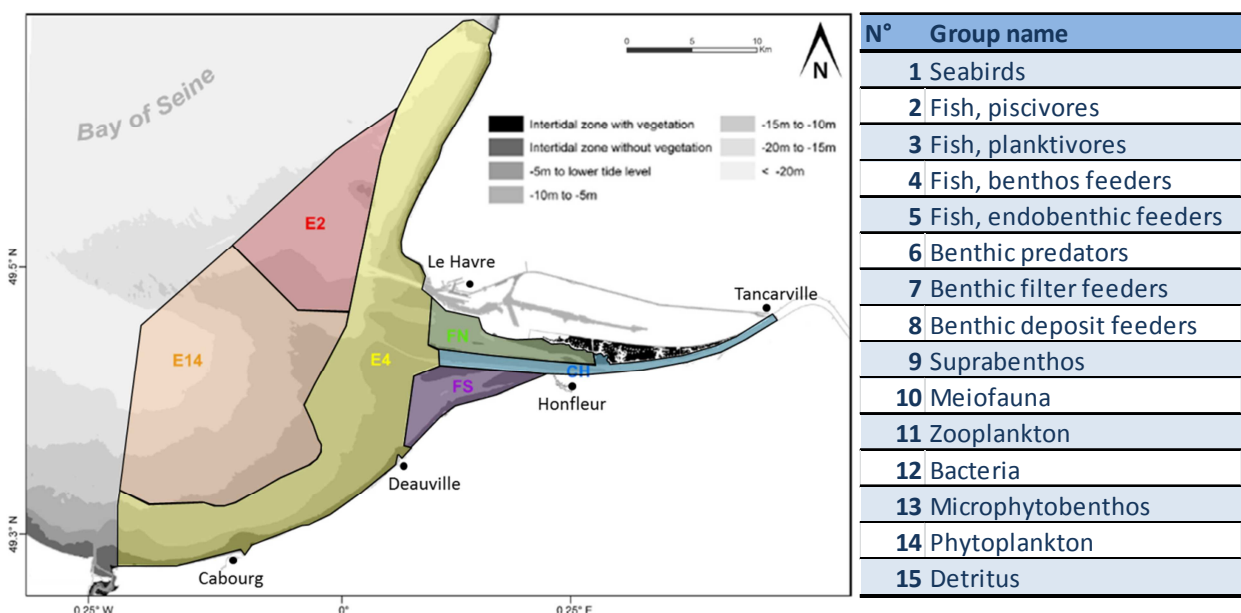 Bay of Seine
0 5 10
Km
N
Intertidal zone with vegetation
Intertidal zone without vegetation
-5m to lower tide level
-10m to -5m
-15m to -10m
-20m to -15m
< -20m
E2
E14
E4
FN
CH
FS
Le Havre
Tancarville
Honfleur
Deauville
Cabourg
49.5° N
49.3° N
0.25° W
0°
0.25° E
N° Group name
1 Seabirds
2 Fish, piscivores
3 Fish, planktivores
4 Fish, benthos feeders
5 Fish, endobenthic feeders
6 Benthic predators
7 Benthic filter feeders
8 Benthic deposit feeders
9 Suprabenthos
10 Meiofauna
11 Zooplankton
12 Bacteria
13 Microphytobenthos
14 Phytoplankton
15 Detritus